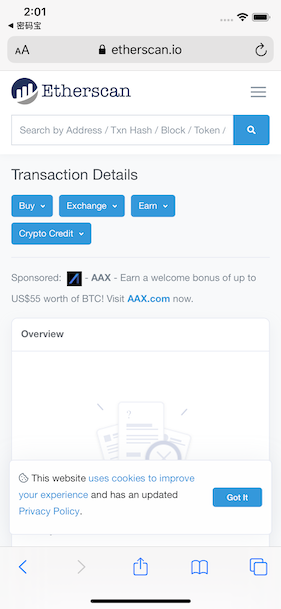 2:01
密码宝
AA
etherscan.io
Etherscan
Search by Address / Txn Hash / Block / Token /
Transaction Details
Buy
Exchange
Earn
Crypto Credit
Sponsored: - AAX - Earn a welcome bonus of up to
US$55 worth of BTC! Visit AAX.com now.
Overview
?
This website uses cookies to improve
your experience and has an updated
Privacy Policy.
Got It